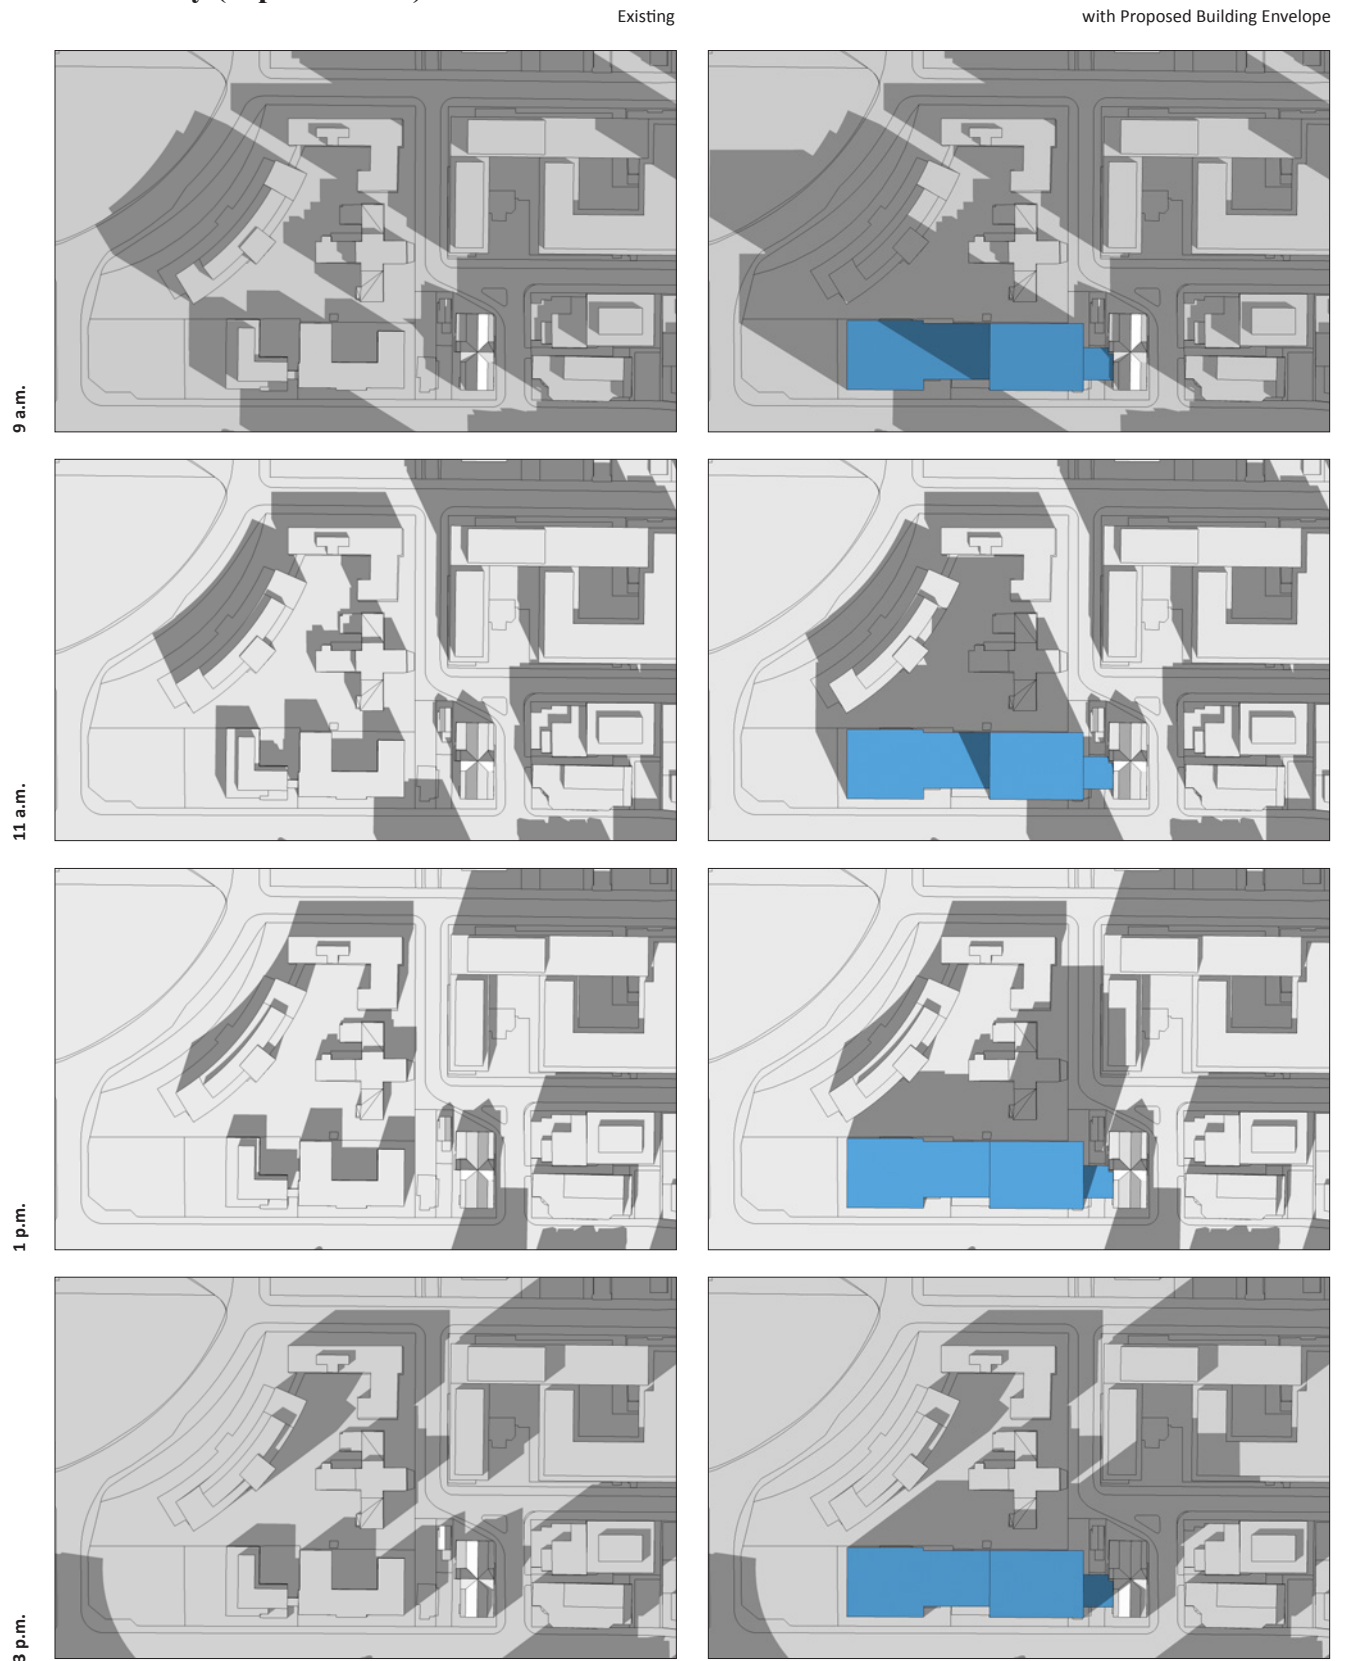 Existing
with Proposed Building Envelope
9 a.m.
11 a.m.
1 p.m.
3 p.m.